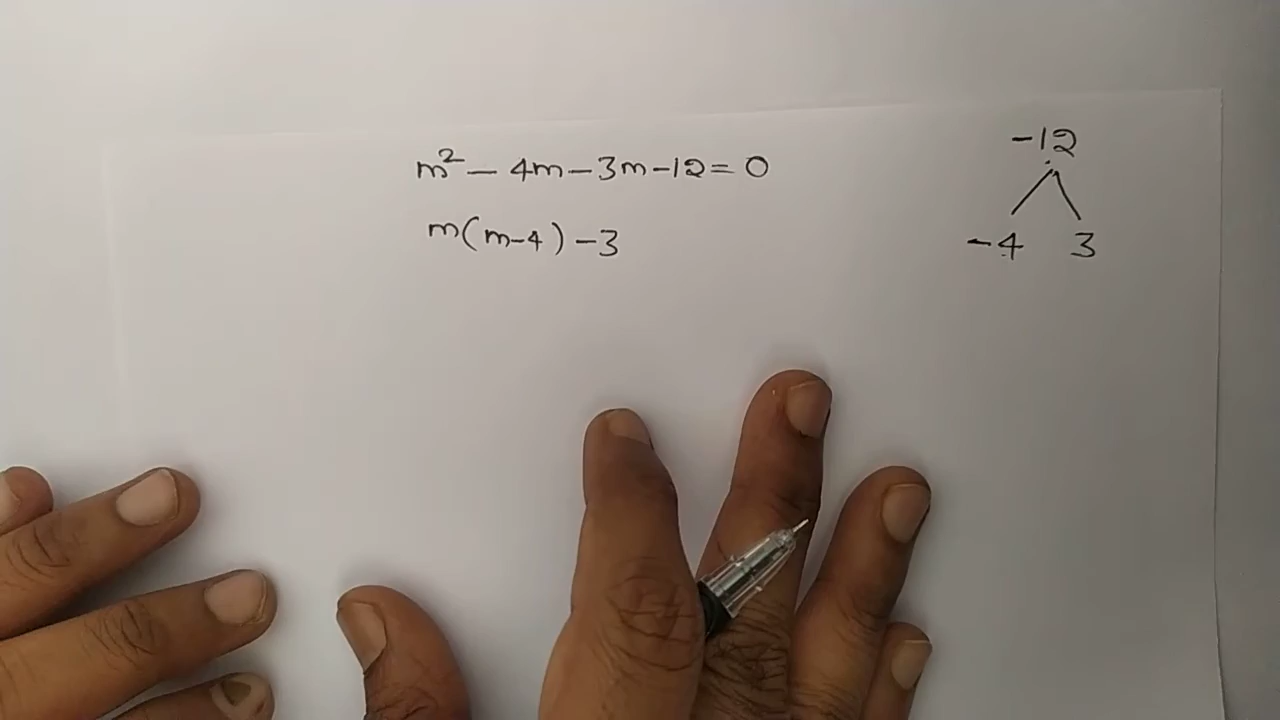 m² - 4m - 3m - 12 = 0
m(m-4) - 3
-12
-4 3